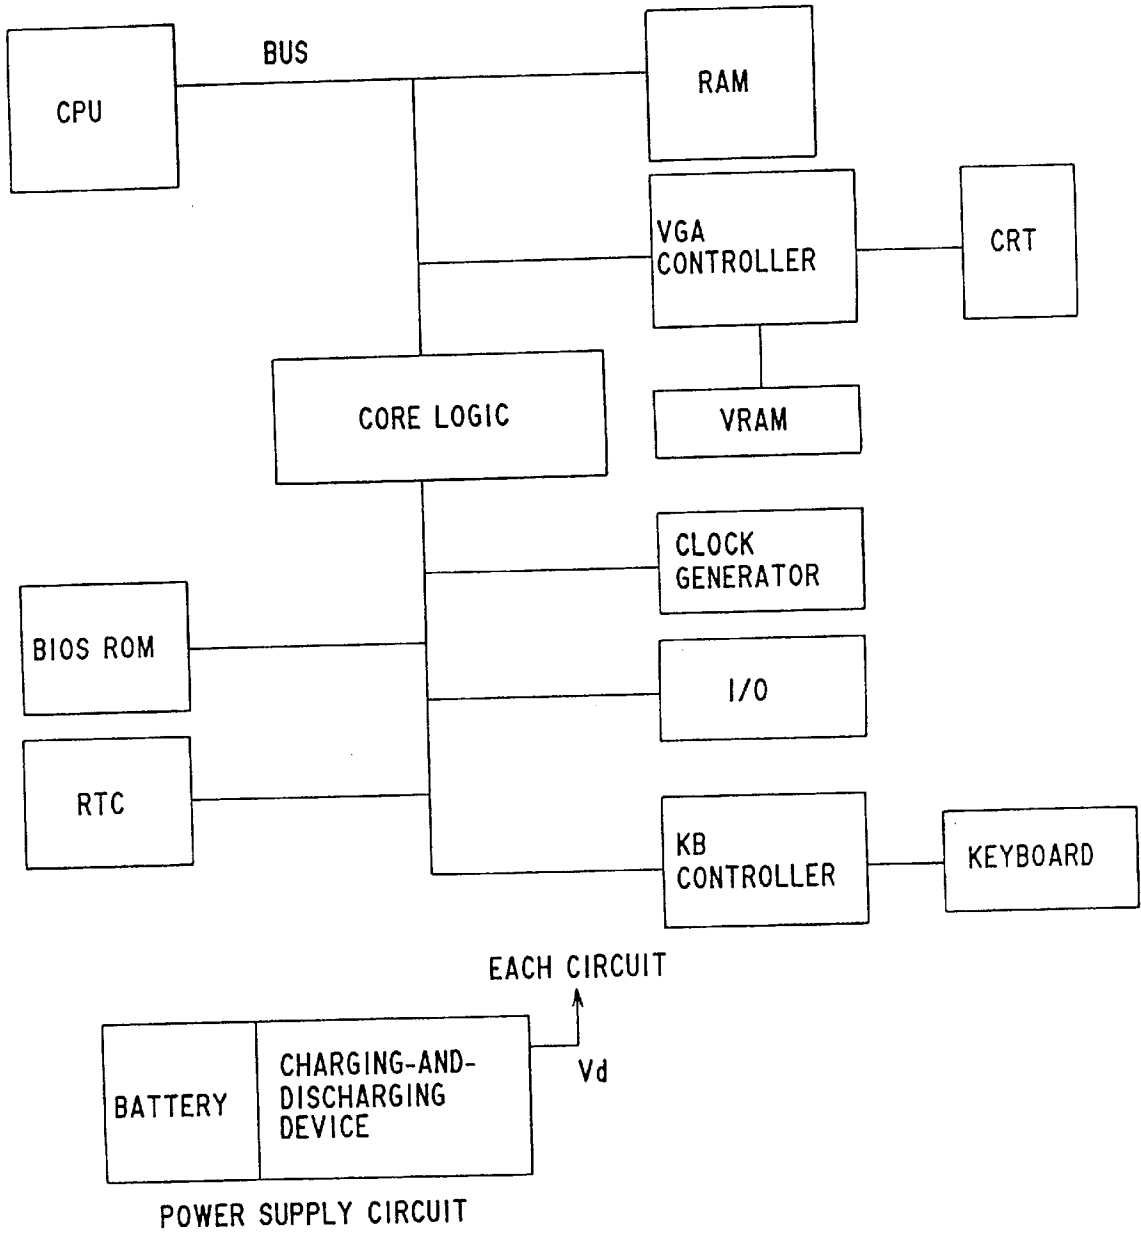 BUS
CPU
RAM
VGA
CONTROLLER
CRT
CORE LOGIC
VRAM
CLOCK
GENERATOR
BIOS ROM
I/O
RTC
KB
CONTROLLER
KEYBOARD
EACH CIRCUIT
Vd
BATTERY
CHARGING-AND-
DISCHARGING
DEVICE
POWER SUPPLY CIRCUIT